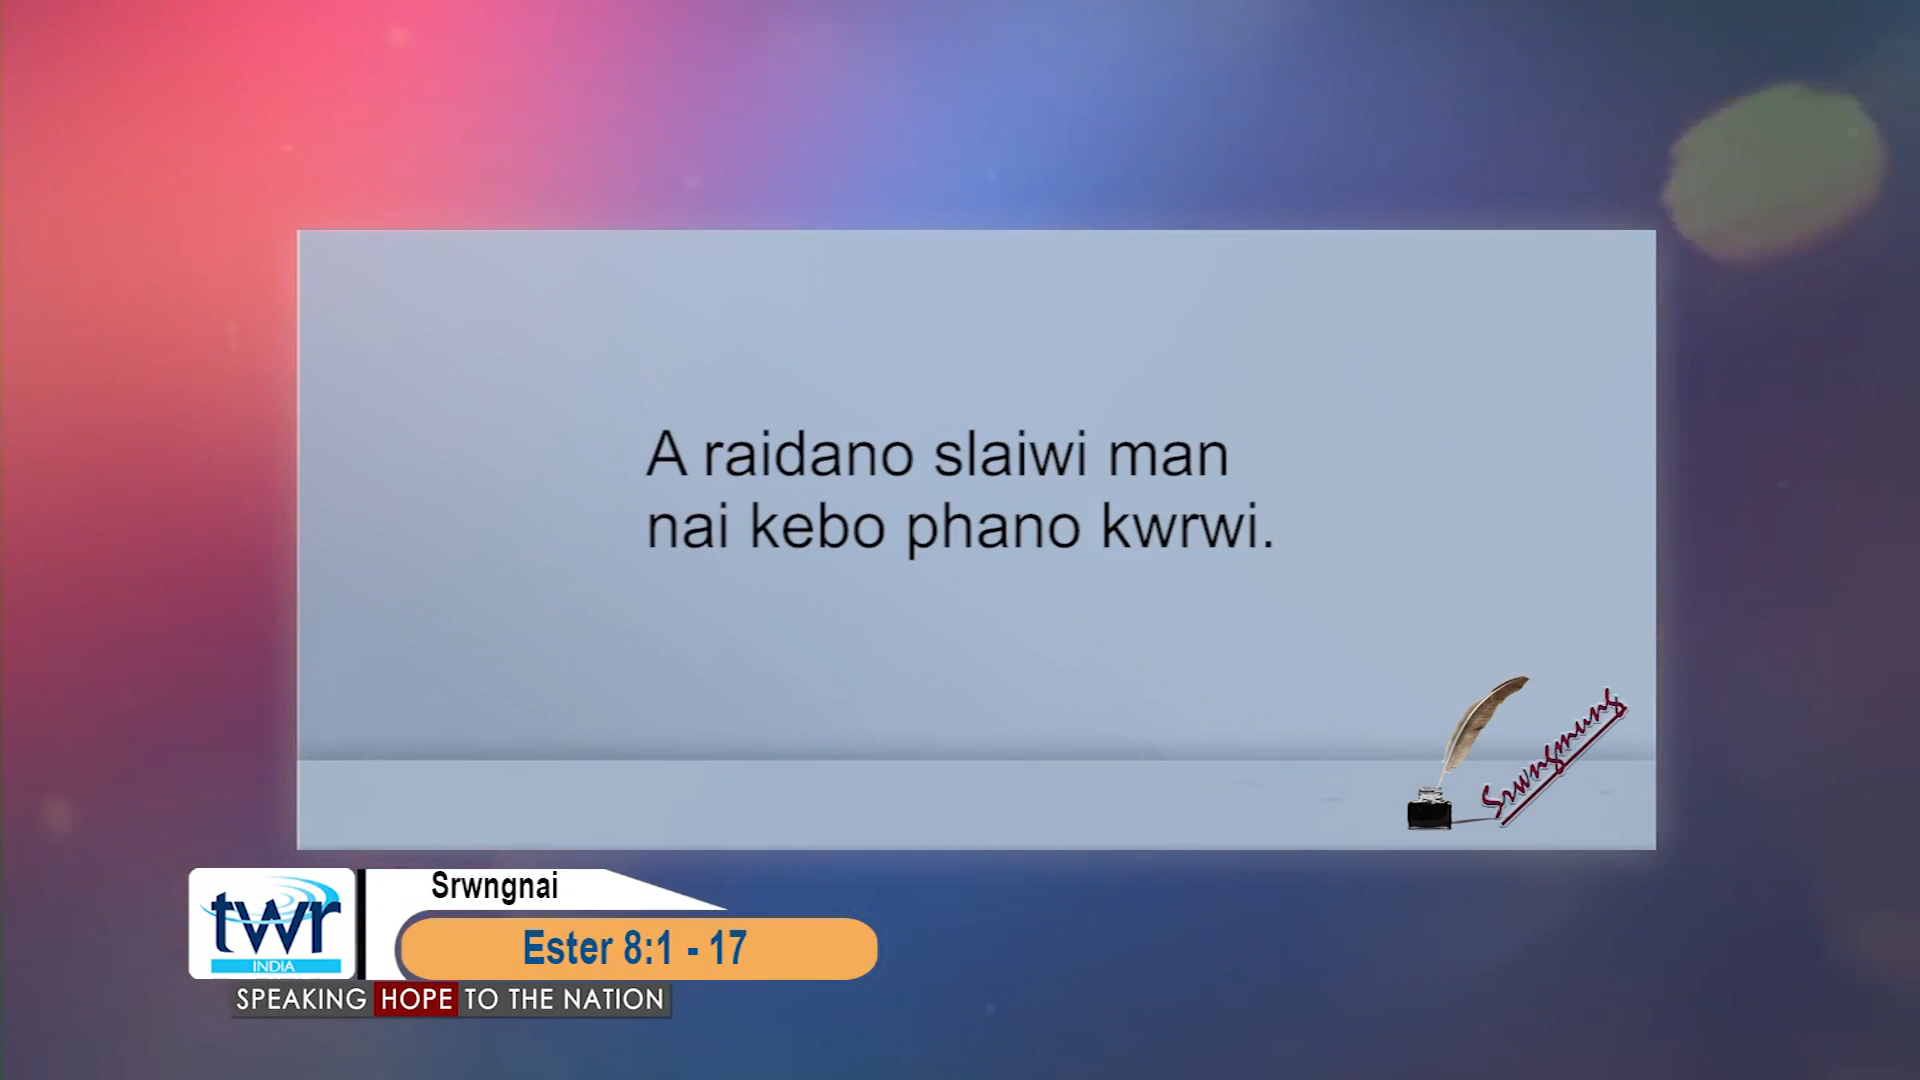 A raidano slaiwi man
nai kebo phano kwrwi.
Srwngmung
Srwngnai
twr
INDIA
Ester 8:1 - 17
SPEAKING HOPE TO THE NATION